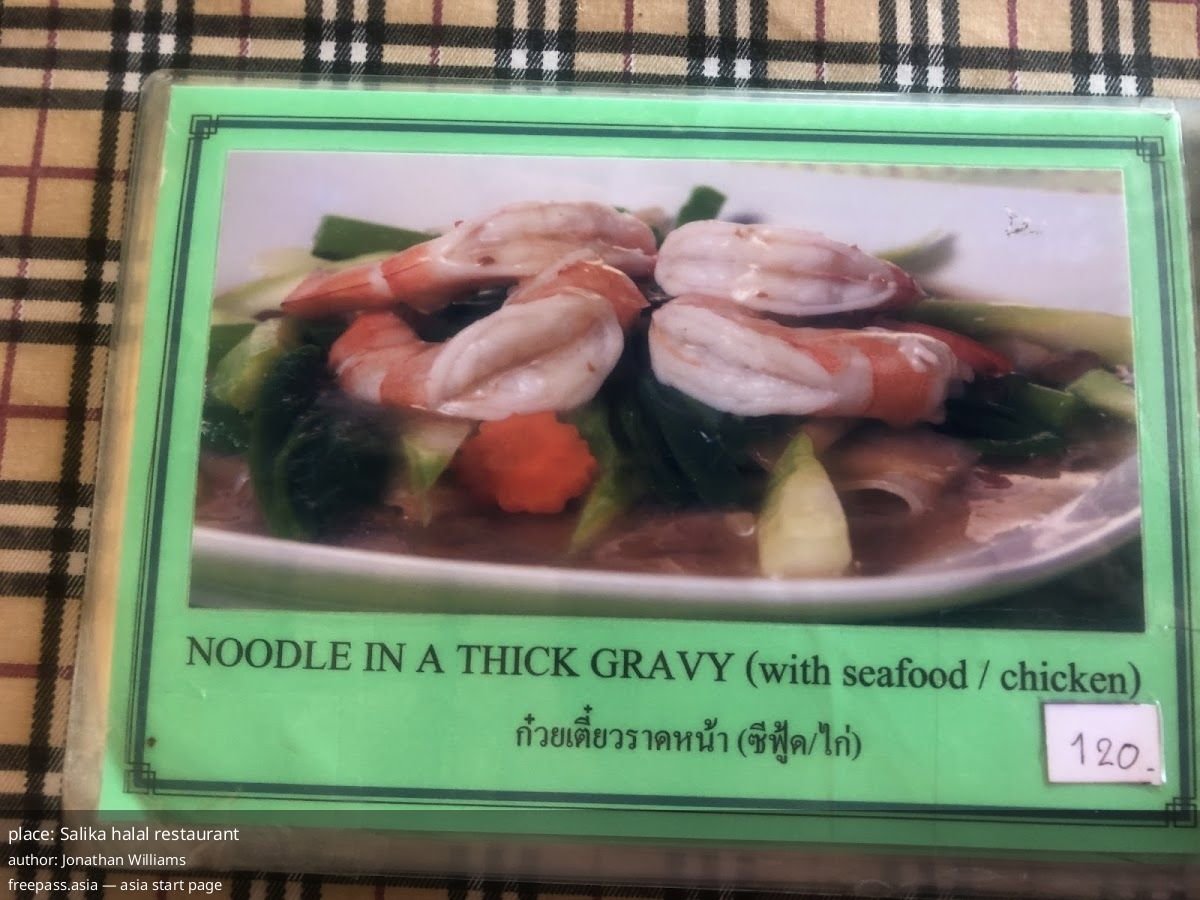 NOODLE IN A THICK GRAVY (with seafood / chicken)
ก๋วยเตี๋ยวราดหน้า (ซีฟู้ด/ไก่)
120.-
place: Salika halal restaurant
author: Jonathan Williams
freepass.asia — asia start page